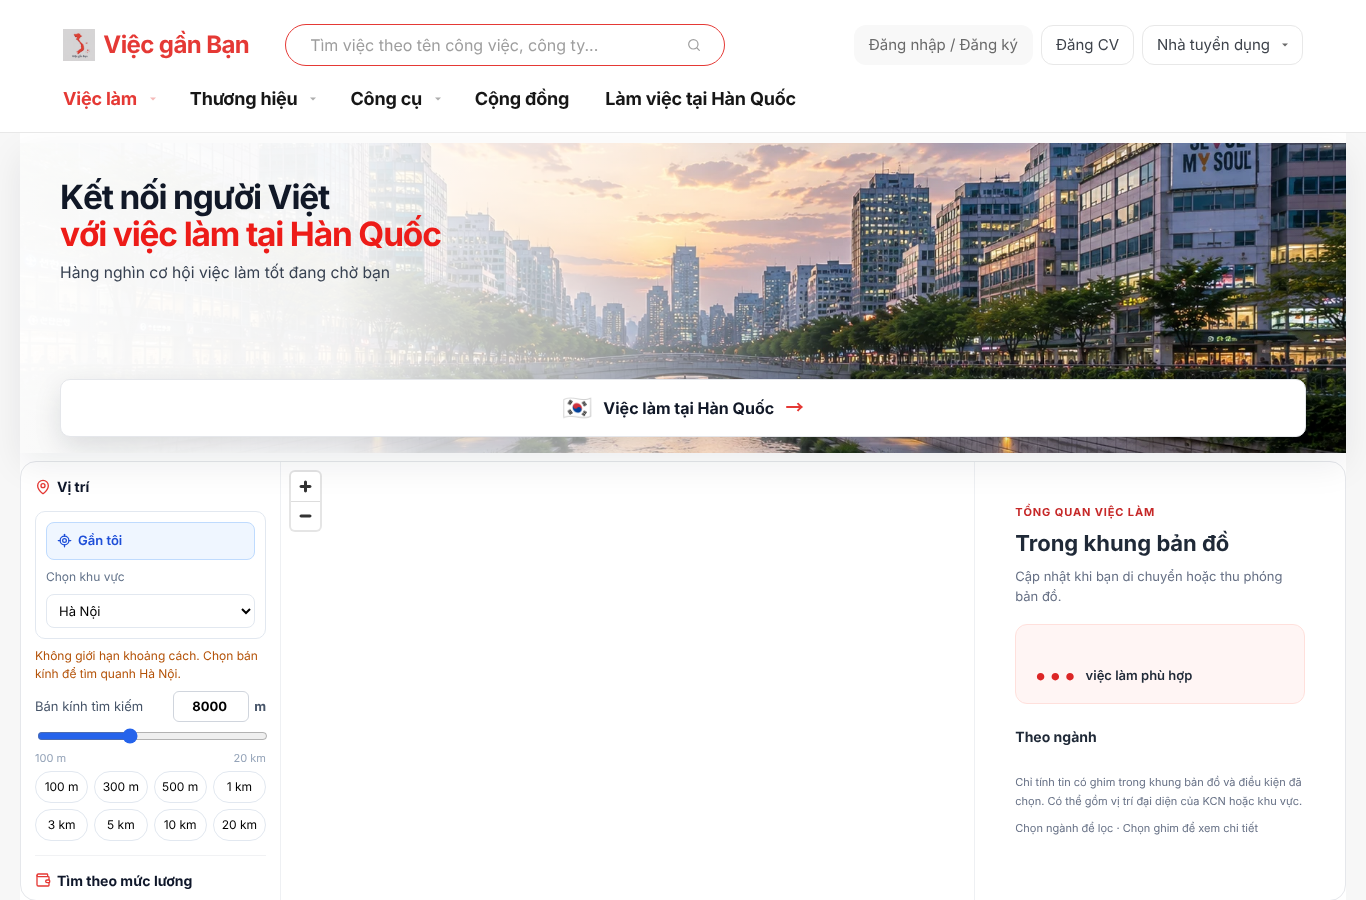 Việc gần Bạn
Tìm việc theo tên công việc, công ty...
Đăng nhập / Đăng ký
Đăng CV
Nhà tuyển dụng
Việc làm
Thương hiệu
Công cụ
Cộng đồng
Làm việc tại Hàn Quốc
Kết nối người Việt
với việc làm tại Hàn Quốc
Hàng nghìn cơ hội việc làm tốt đang chờ bạn
MY SOUL
Việc làm tại Hàn Quốc →
Vị trí
Gần tôi
Chọn khu vực
Hà Nội
Không giới hạn khoảng cách. Chọn bán
kính để tìm quanh Hà Nội.
Bán kính tìm kiếm 8000 m
100 m 20 km
100 m 300 m 500 m 1 km
3 km 5 km 10 km 20 km
Tìm theo mức lương
+
−
TỔNG QUAN VIỆC LÀM
Trong khung bản đồ
Cập nhật khi bạn di chuyển hoặc thu phóng
bản đồ.
việc làm phù hợp
Theo ngành
Chỉ tính tin có ghim trong khung bản đồ và điều kiện đã
chọn. Có thể gồm vị trí đại diện của KCN hoặc khu vực.
Chọn ngành để lọc · Chọn ghim để xem chi tiết